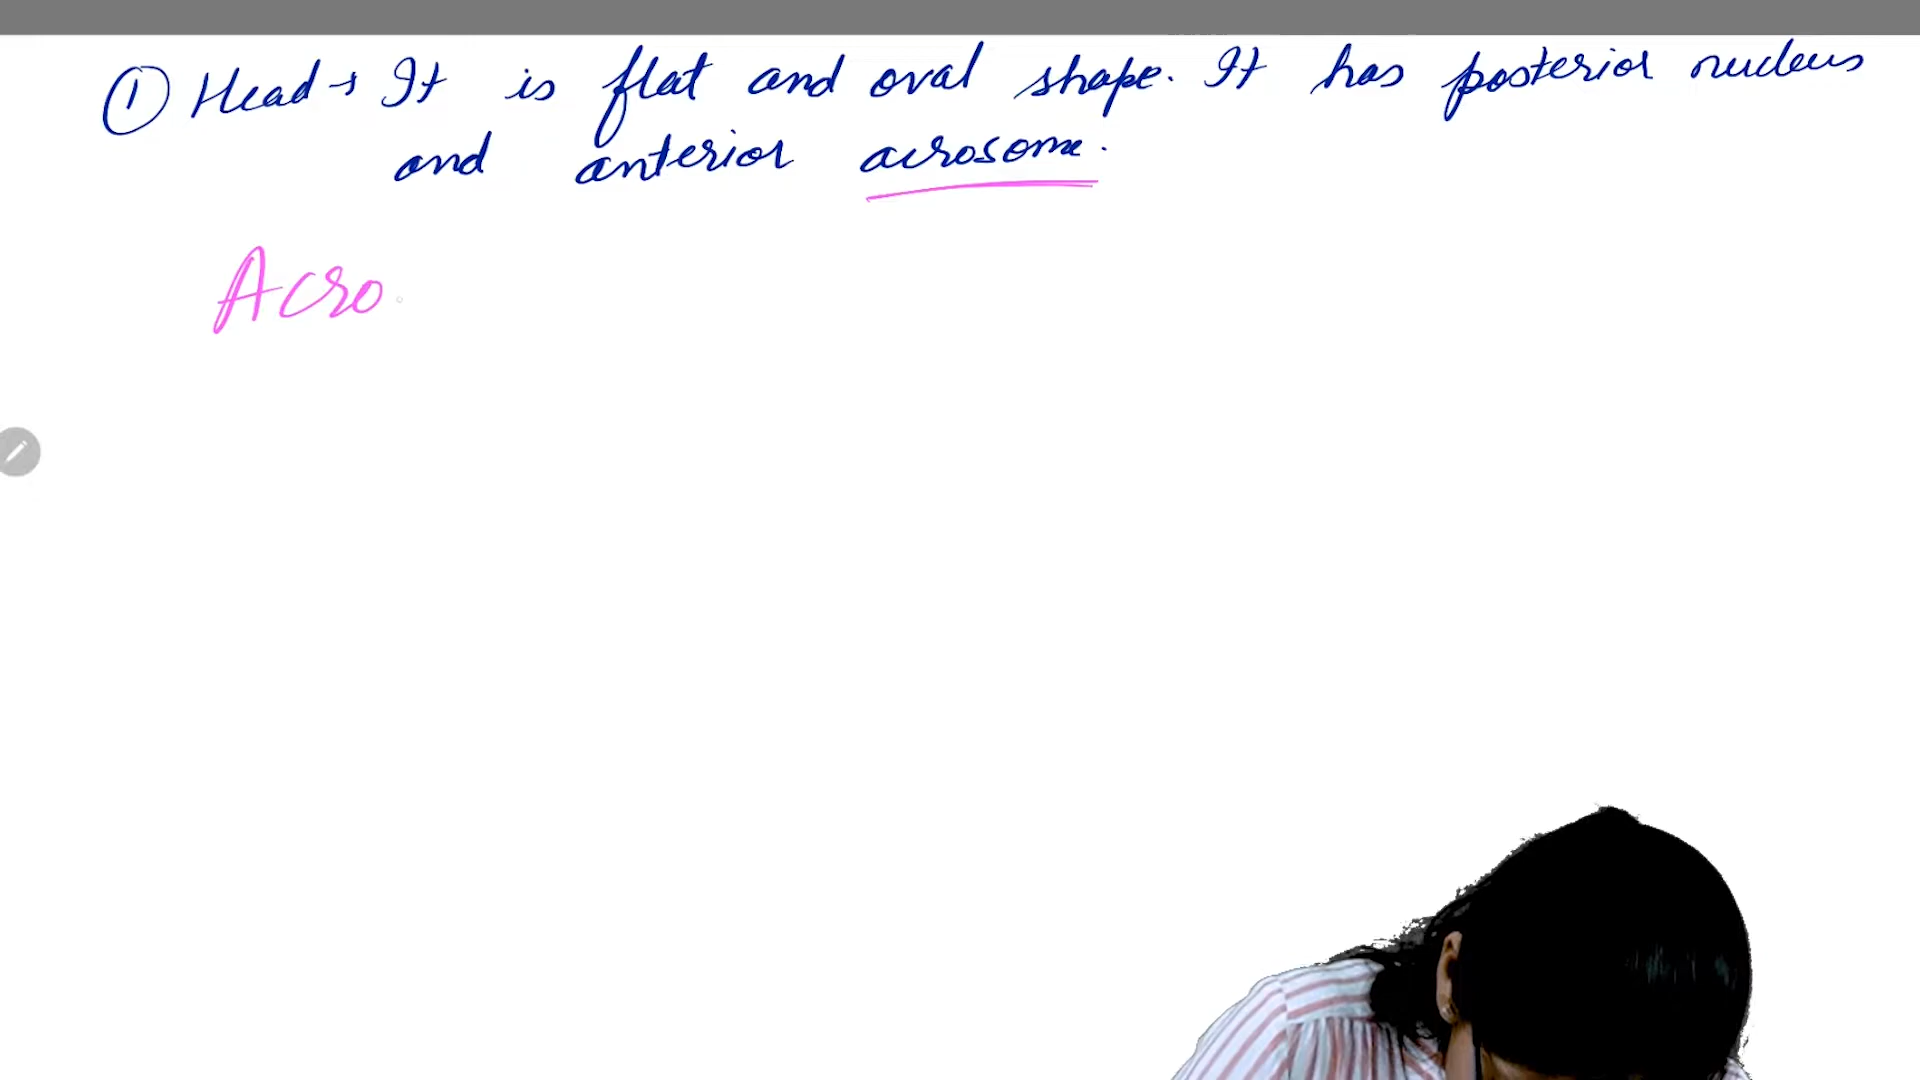 ① Head → It is flat and oval shape. It has posterior nucleus
and anterior acrosome.
Acro